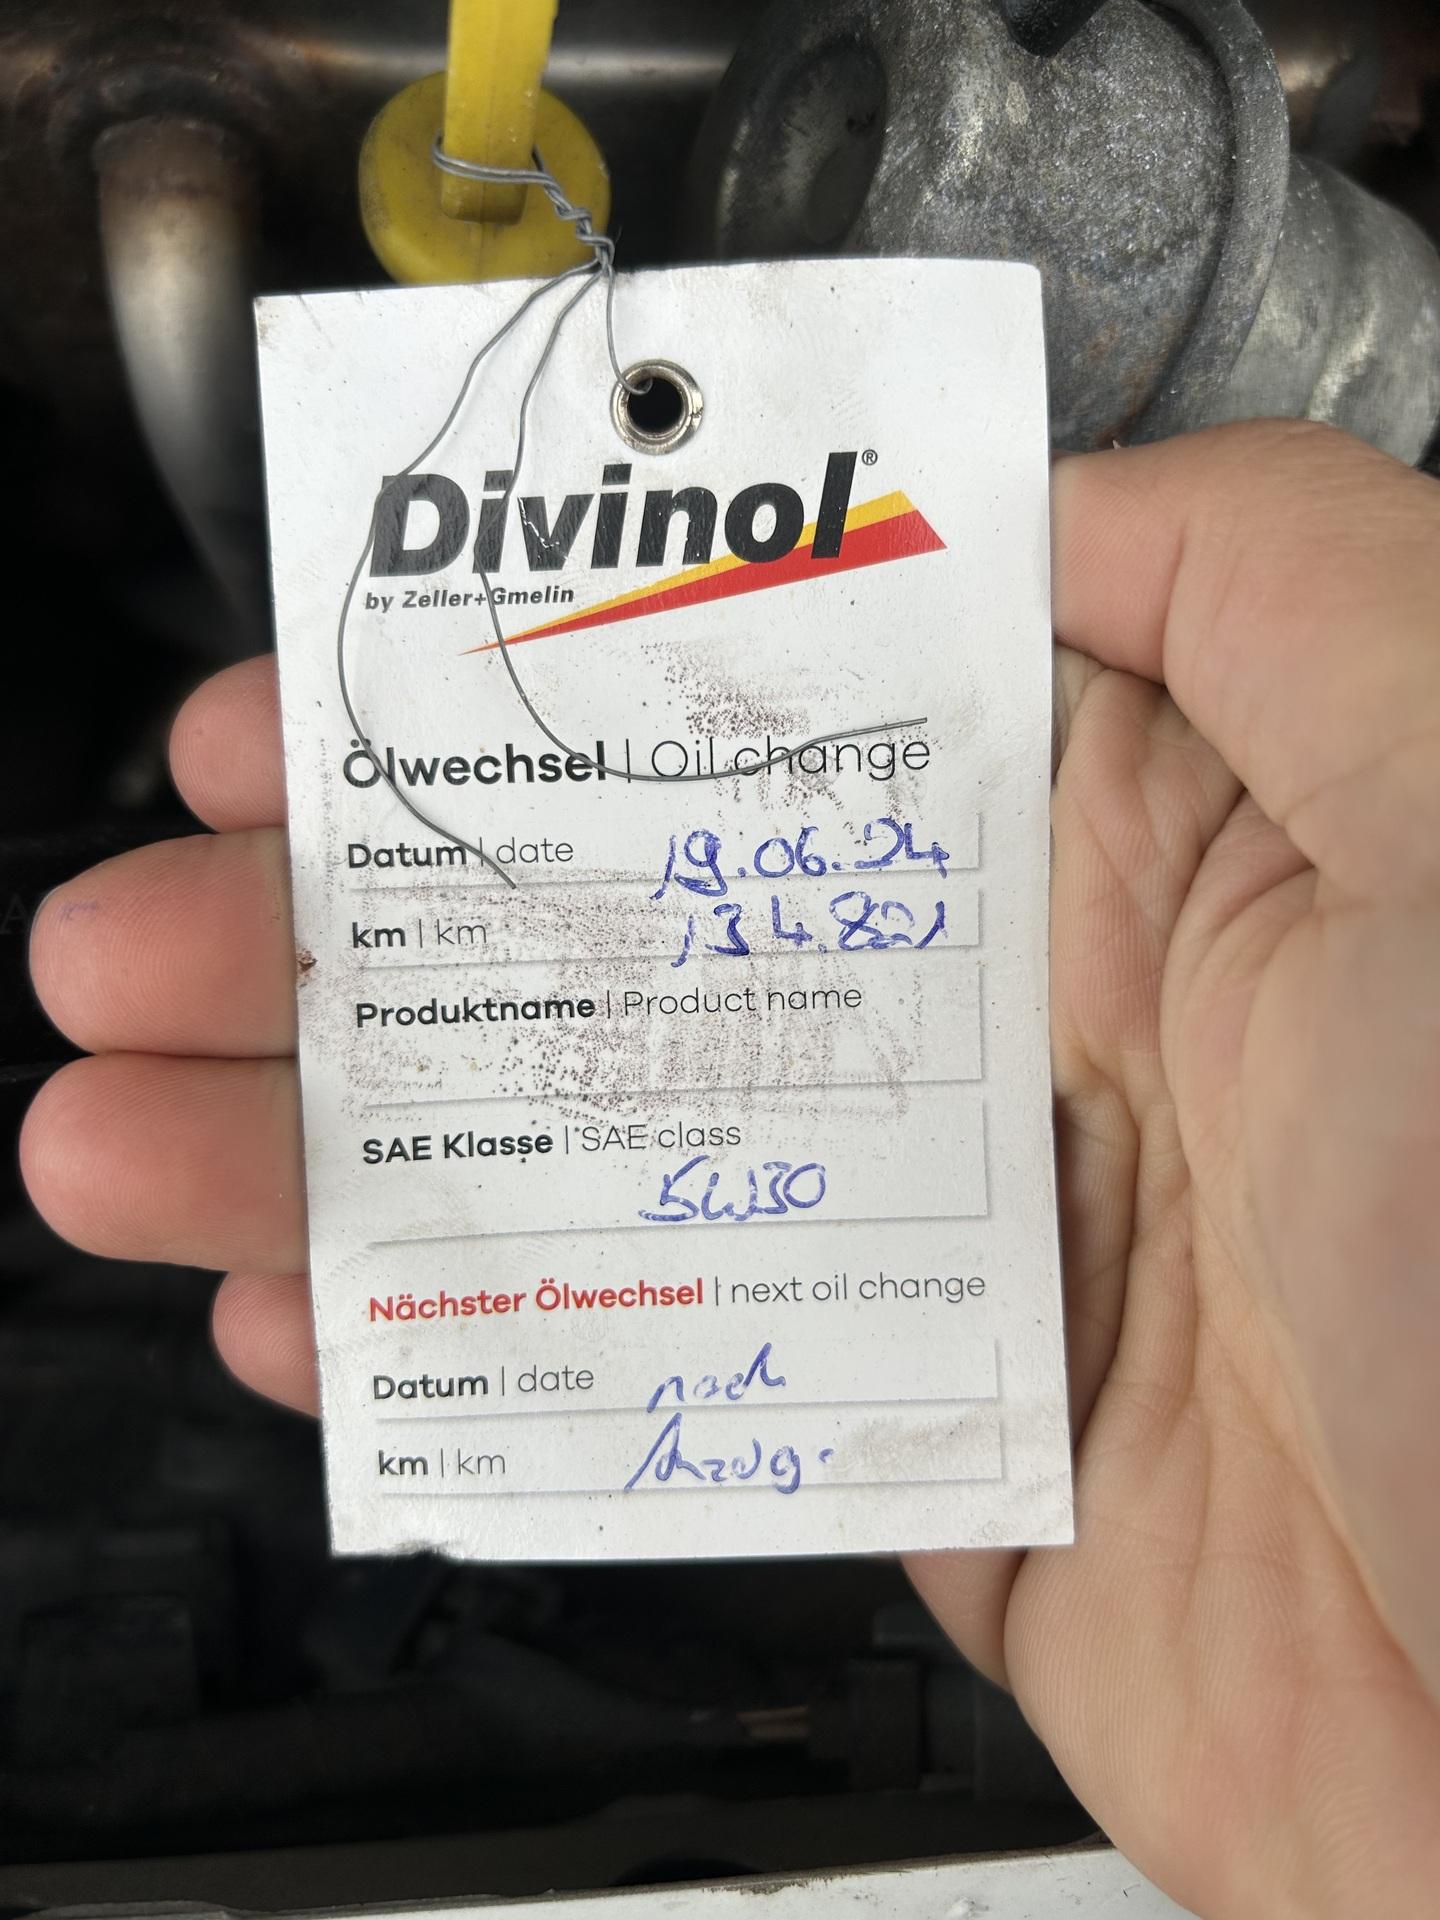 Divinol®
by Zeller+Gmelin
Ölwechsel | Oil change
Datum | date 19.06.24
km | km 134.821
Produktname | Product name
SAE Klasse | SAE class
5W30
Nächster Ölwechsel | next oil change
Datum | date nach
km | km Anzeig.